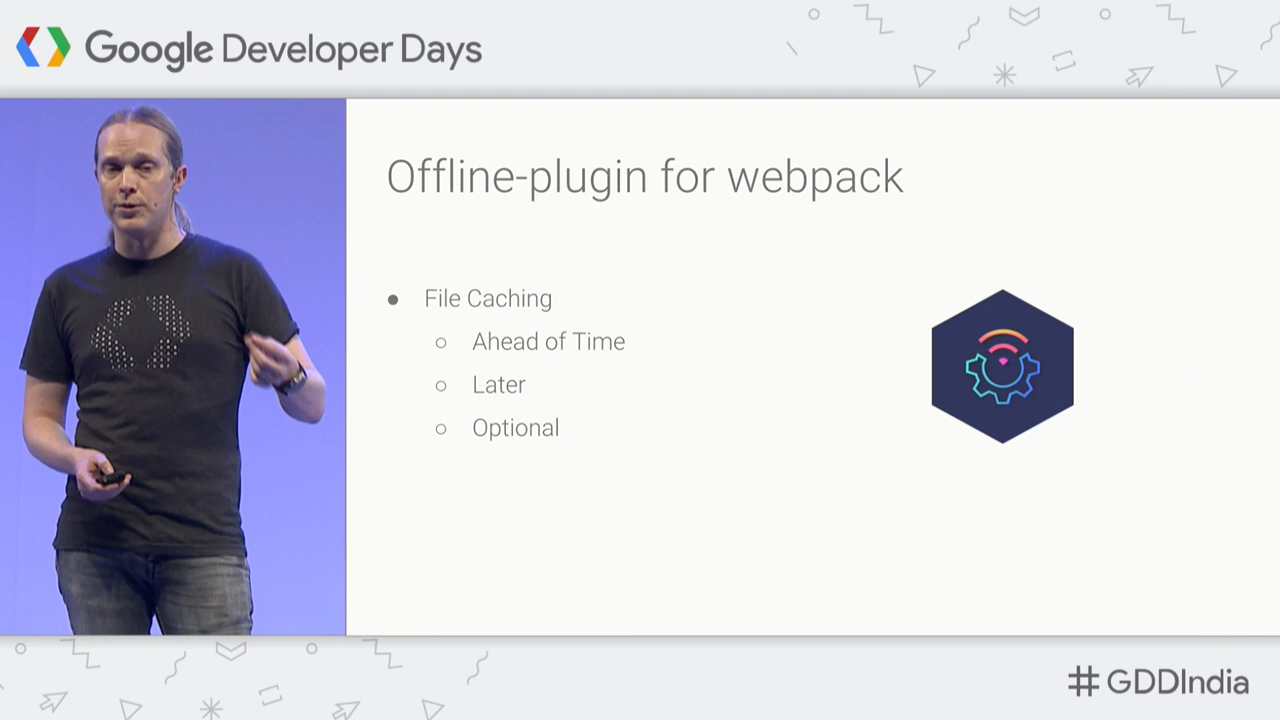 Google Developer Days
Offline-plugin for webpack
● File Caching
○ Ahead of Time
○ Later
○ Optional
#GDDIndia